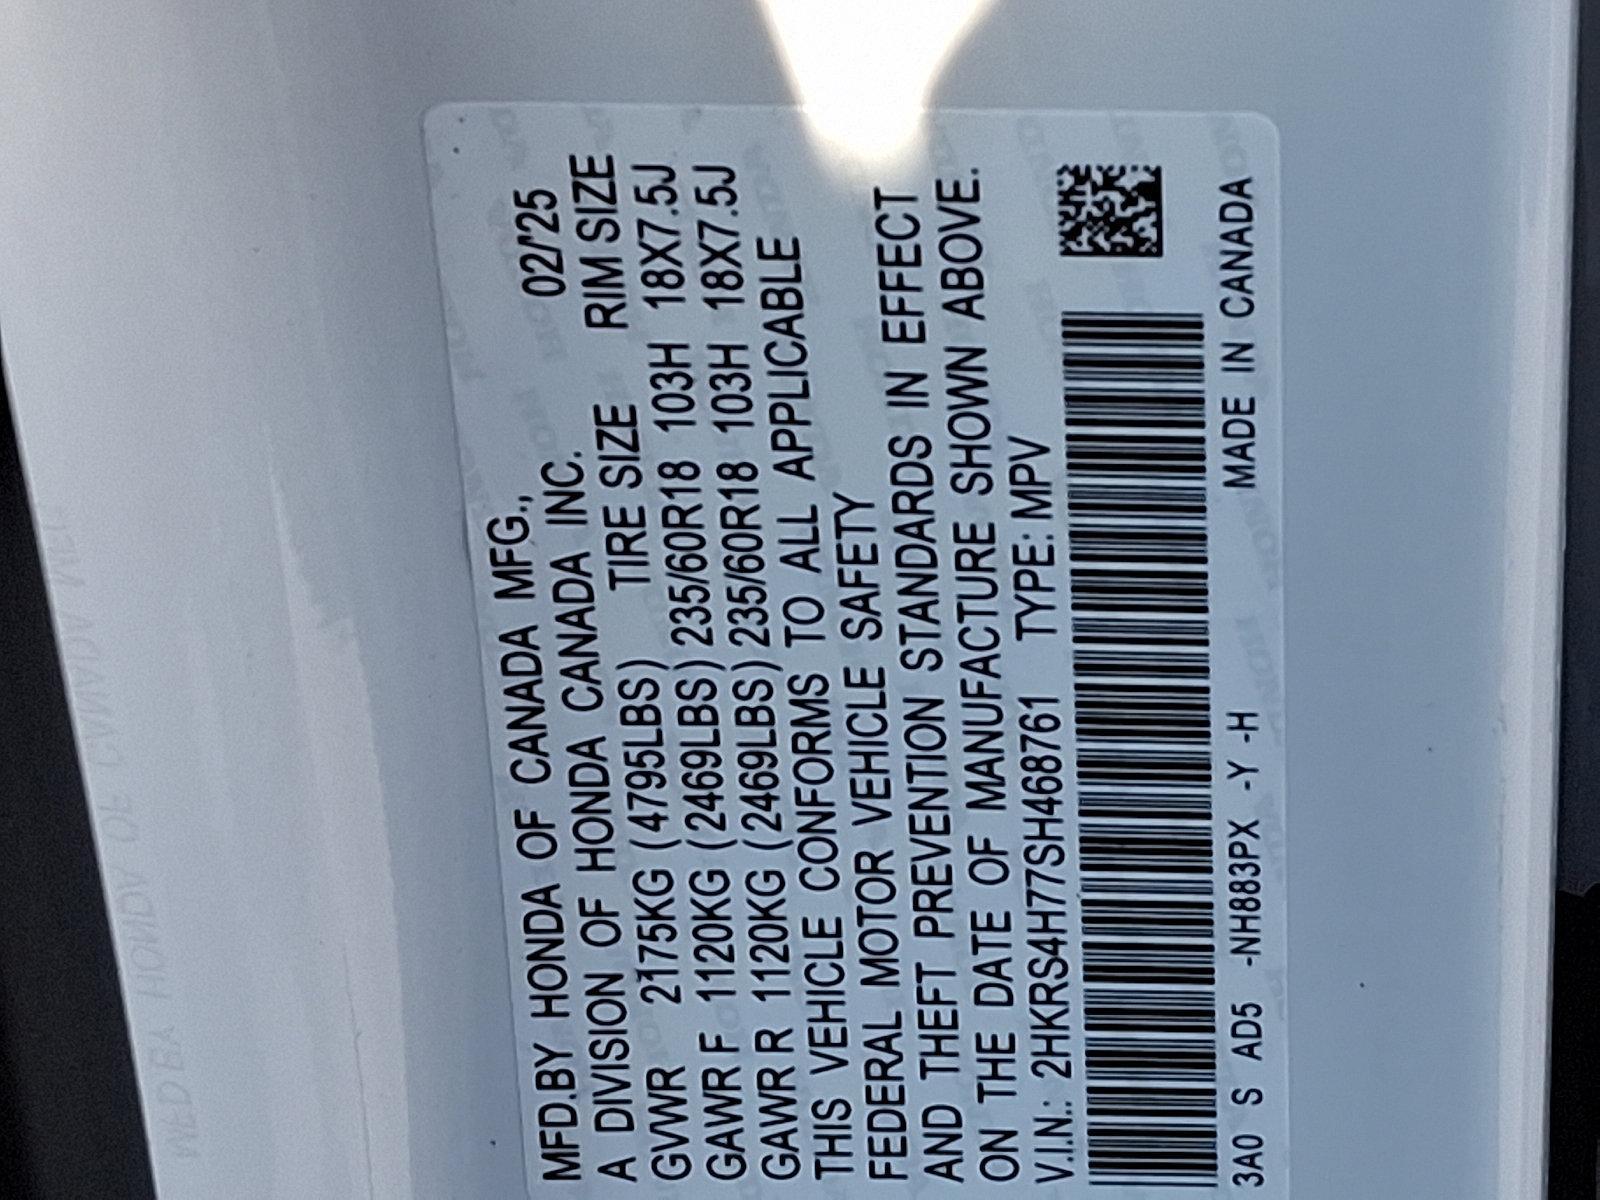 MFD.BY HONDA OF CANADA MFG., 02/'25
A DIVISION OF HONDA CANADA INC.
TIRE SIZE RIM SIZE
GVWR 2175KG (4795LBS)
GAWR F 1120KG (2469LBS) 235/60R18 103H 18X7.5J
GAWR R 1120KG (2469LBS) 235/60R18 103H 18X7.5J
THIS VEHICLE CONFORMS TO ALL APPLICABLE
FEDERAL MOTOR VEHICLE SAFETY
AND THEFT PREVENTION STANDARDS IN EFFECT
ON THE DATE OF MANUFACTURE SHOWN ABOVE.
V.I.N.: 2HKRS4H77SH468761 TYPE: MPV
3A0 S AD5 -NH883PX -Y -H MADE IN CANADA